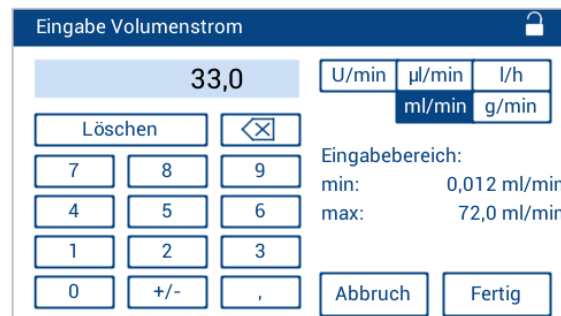 Eingabe Volumenstrom
33,0
U/min µl/min l/h
ml/min g/min
Löschen
Eingabebereich:
7 8 9
min: 0,012 ml/min
4 5 6
max: 72,0 ml/min
1 2 3
0 +/- ,
Abbruch Fertig